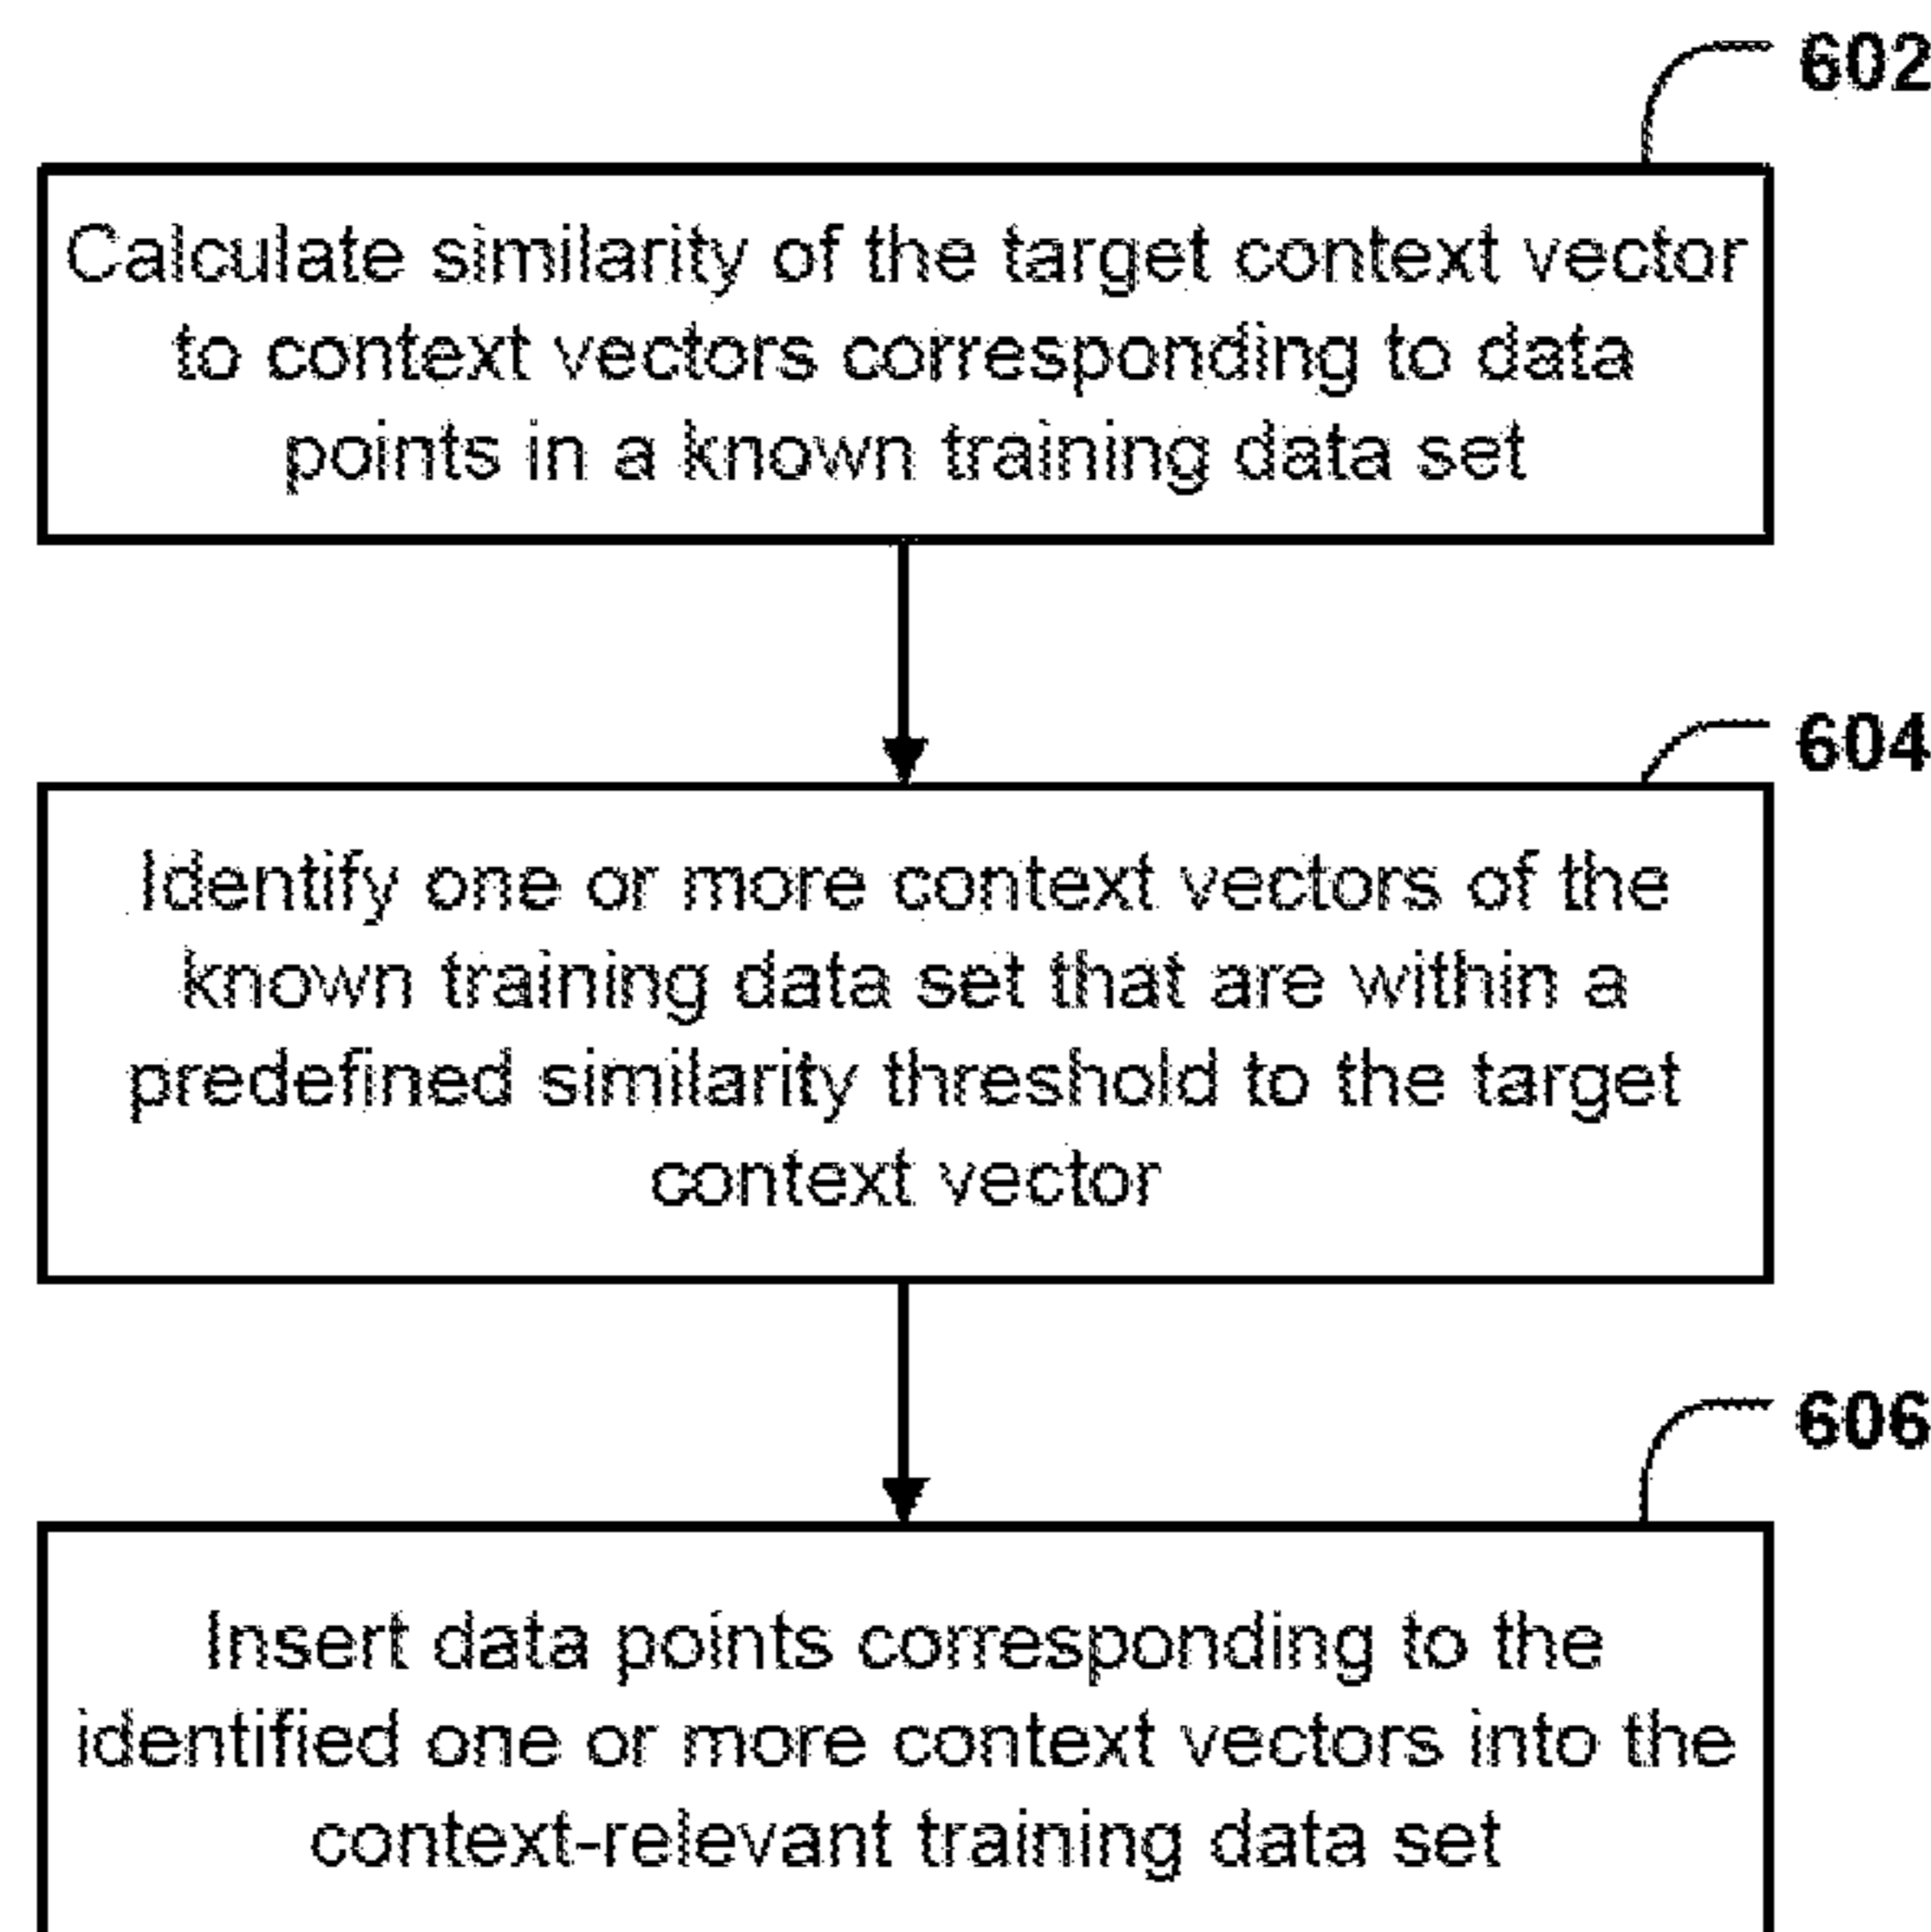 602
Calculate similarity of the target context vector
to context vectors corresponding to data
points in a known training data set
604
Identify one or more context vectors of the
known training data set that are within a
predefined similarity threshold to the target
context vector
606
Insert data points corresponding to the
identified one or more context vectors into the
context-relevant training data set